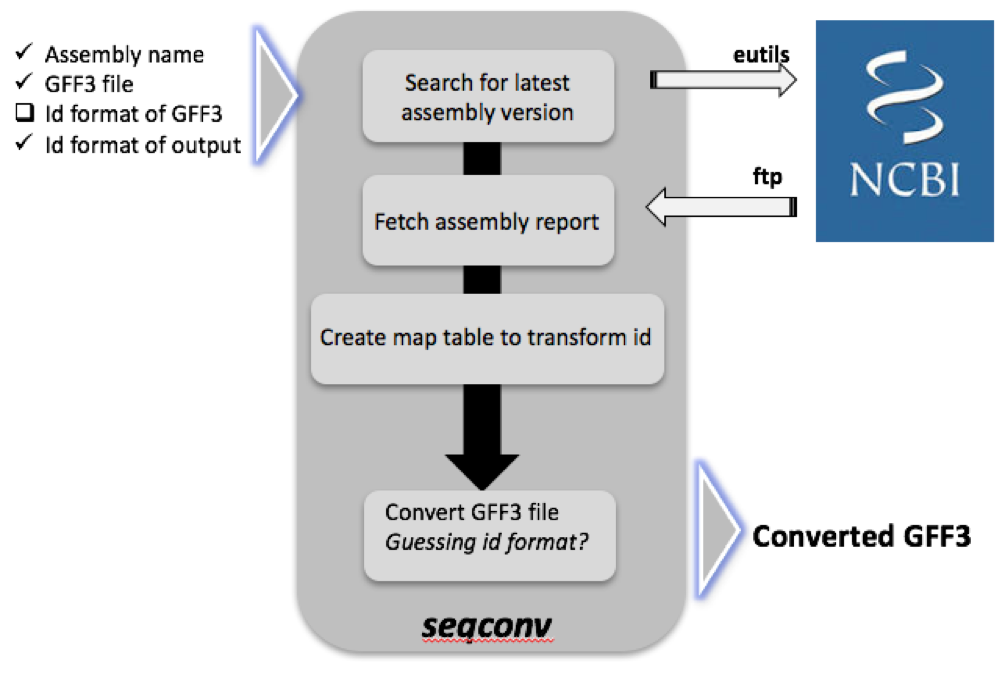 Assembly name
GFF3 file
Id format of GFF3
Id format of output
Search for latest
assembly version
eutils
NCBI
ftp
Fetch assembly report
Create map table to transform id
Convert GFF3 file
Guessing id format?
Converted GFF3
seqconv